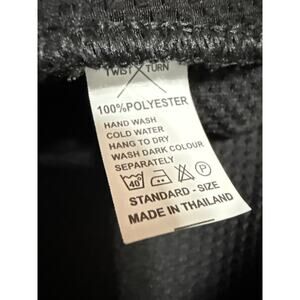 TWIST TURN
100%POLYESTER
HAND WASH
COLD WATER
HANG TO DRY
WASH DARK COLOUR
SEPARATELY
40° P
STANDARD - SIZE
MADE IN THAILAND